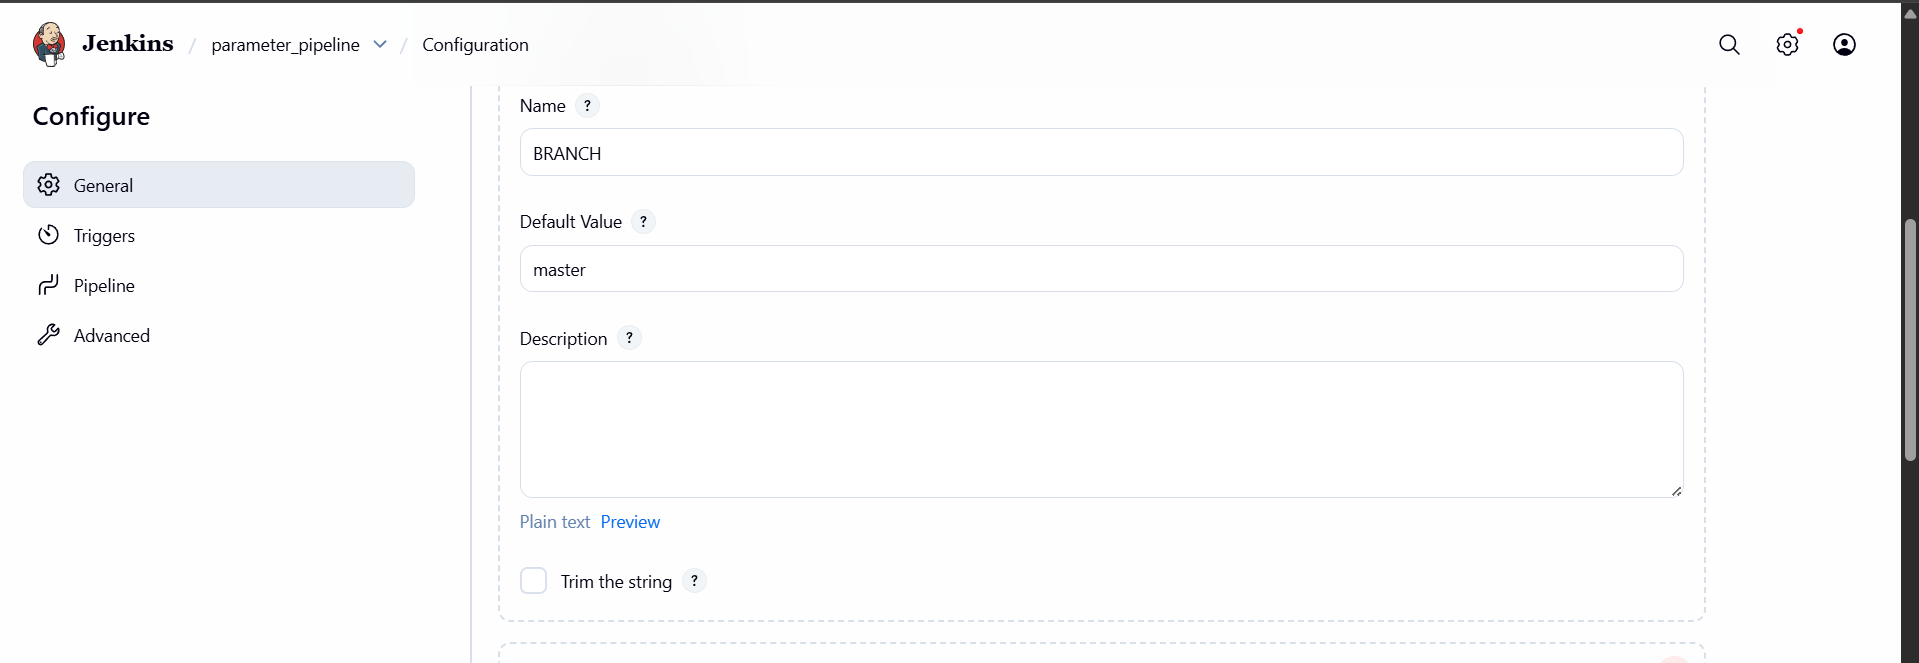 Jenkins / parameter_pipeline / Configuration
Configure
General
Triggers
Pipeline
Advanced
Name ?
BRANCH
Default Value ?
master
Description ?
Plain text Preview
Trim the string ?